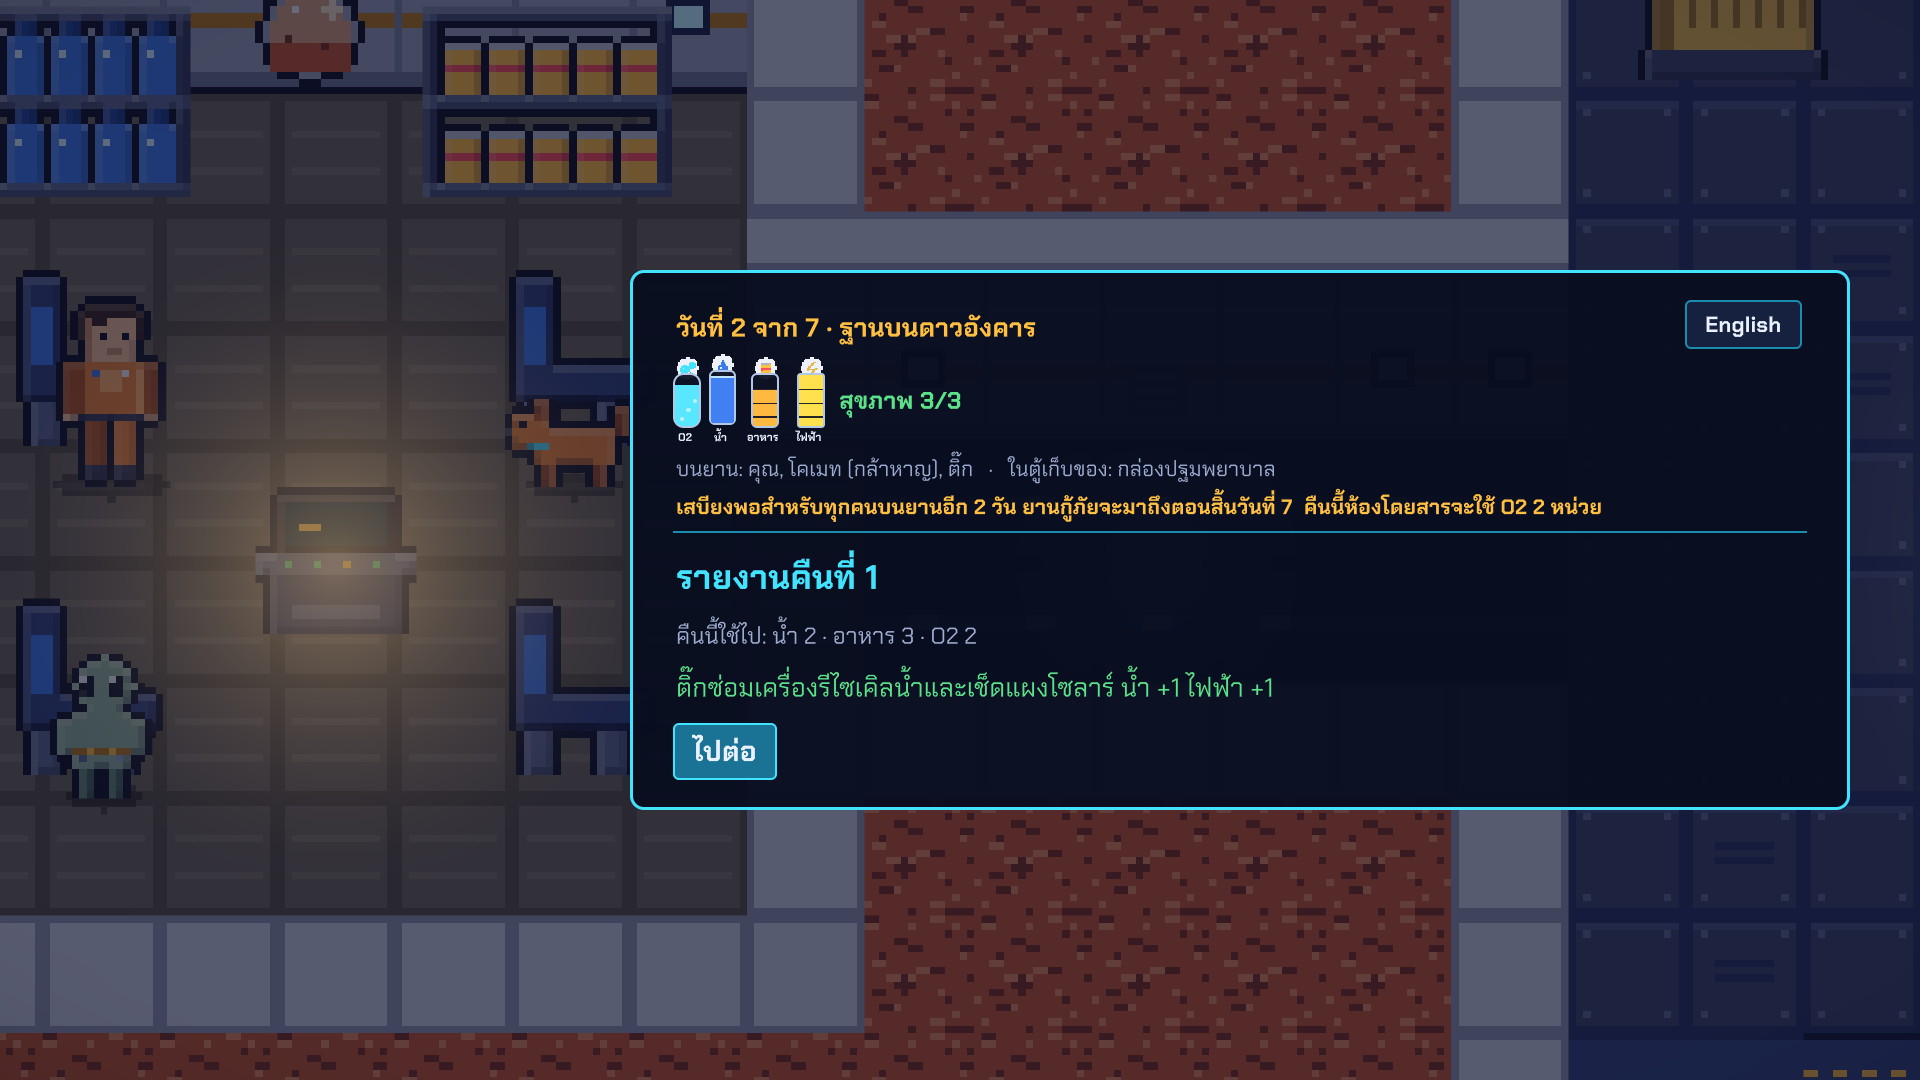 วันที่ 2 จาก 7 · ฐานบนดาวอังคาร
English
O2 น้ำ อาหาร ไฟฟ้า
สุขภาพ 3/3
บนยาน: คุณ, โคเมท (กล้าหาญ), ติ๊ก · ในตู้เก็บของ: กล่องปฐมพยาบาล
เสบียงพอสำหรับทุกคนบนยานอีก 2 วัน ยานกู้ภัยจะมาถึงตอนสิ้นวันที่ 7 คืนนี้ห้องโดยสารจะใช้ O2 2 หน่วย
รายงานคืนที่ 1
คืนนี้ใช้ไป: น้ำ 2 · อาหาร 3 · O2 2
ติ๊กซ่อมเครื่องรีไซเคิลน้ำและเช็ดแผงโซลาร์ น้ำ +1 ไฟฟ้า +1
ไปต่อ